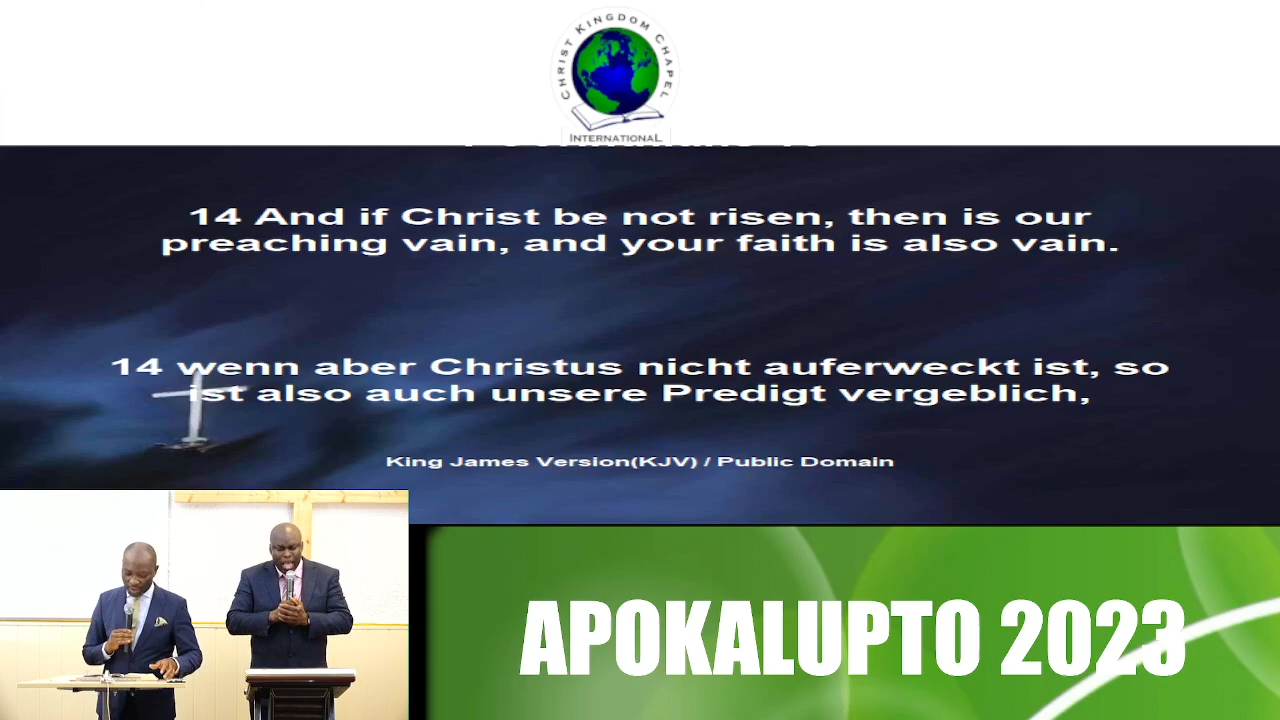 CHRIST KINGDOM CHAPEL
INTERNATIONAL
14 And if Christ be not risen, then is our
preaching vain, and your faith is also vain.
14 wenn aber Christus nicht auferweckt ist, so
ist also auch unsere Predigt vergeblich,
King James Version(KJV) / Public Domain
APOKALUPTO 2023